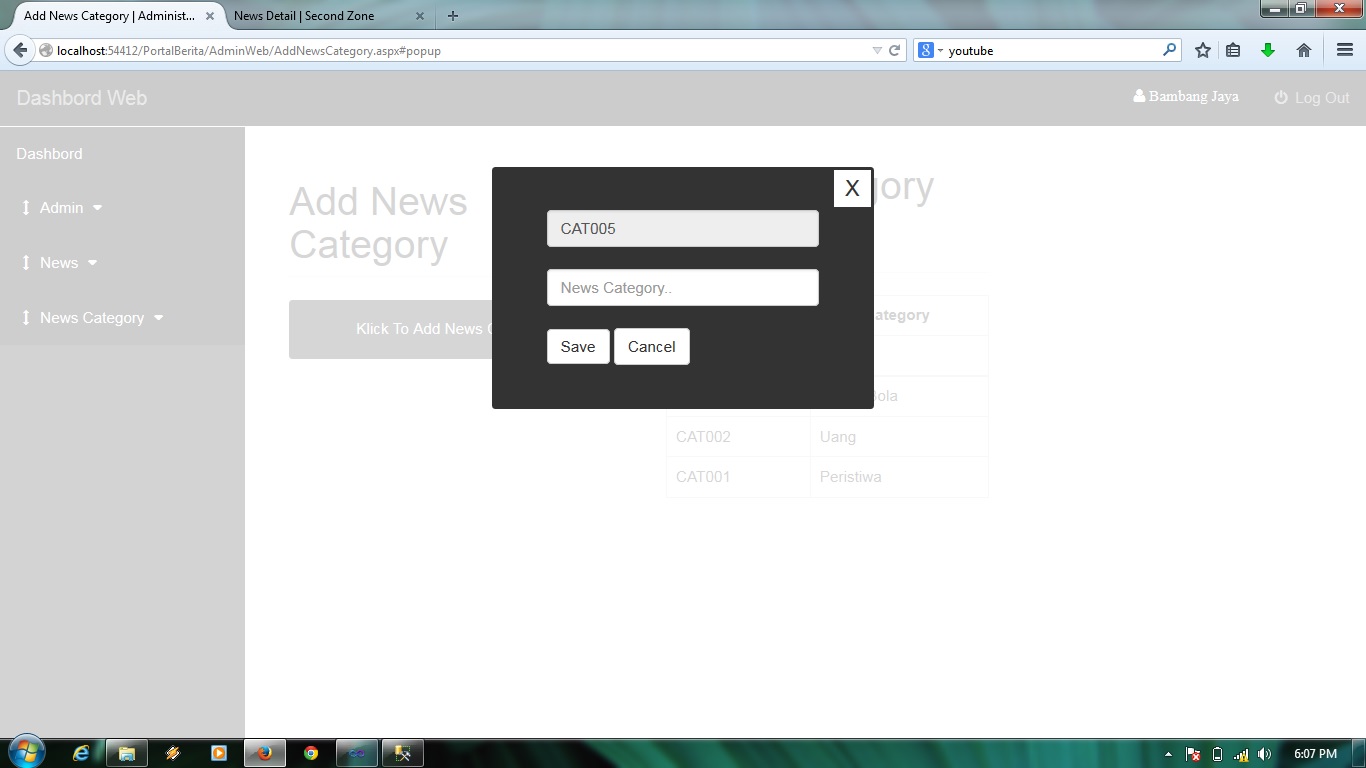 Add News Category | Administ...
News Detail | Second Zone
localhost:54412/PortalBerita/AdminWeb/AddNewsCategory.aspx#popup
8
youtube
Dashbord Web
Bambang Jaya
Log Out
Dashbord
Admin
News
News Category
Add News
Category
Klick To Add News
X
CAT005
News Category..
Save
Cancel
gory
ategory
ola
CAT002
Uang
CAT001
Peristiwa
6:07 PM